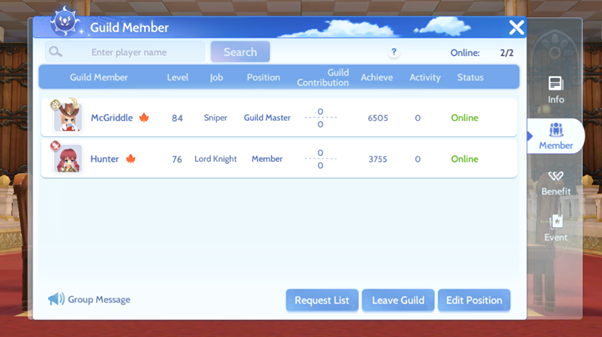 Guild Member
Enter player name
Search
?
Online: 2/2
Guild Member Level Job Position Guild Contribution Achieve Activity Status
McGriddle 84 Sniper Guild Master 0 0 6505 0 Online
Hunter 76 Lord Knight Member 0 0 3755 0 Online
Info
Member
Benefit
Event
Group Message
Request List
Leave Guild
Edit Position